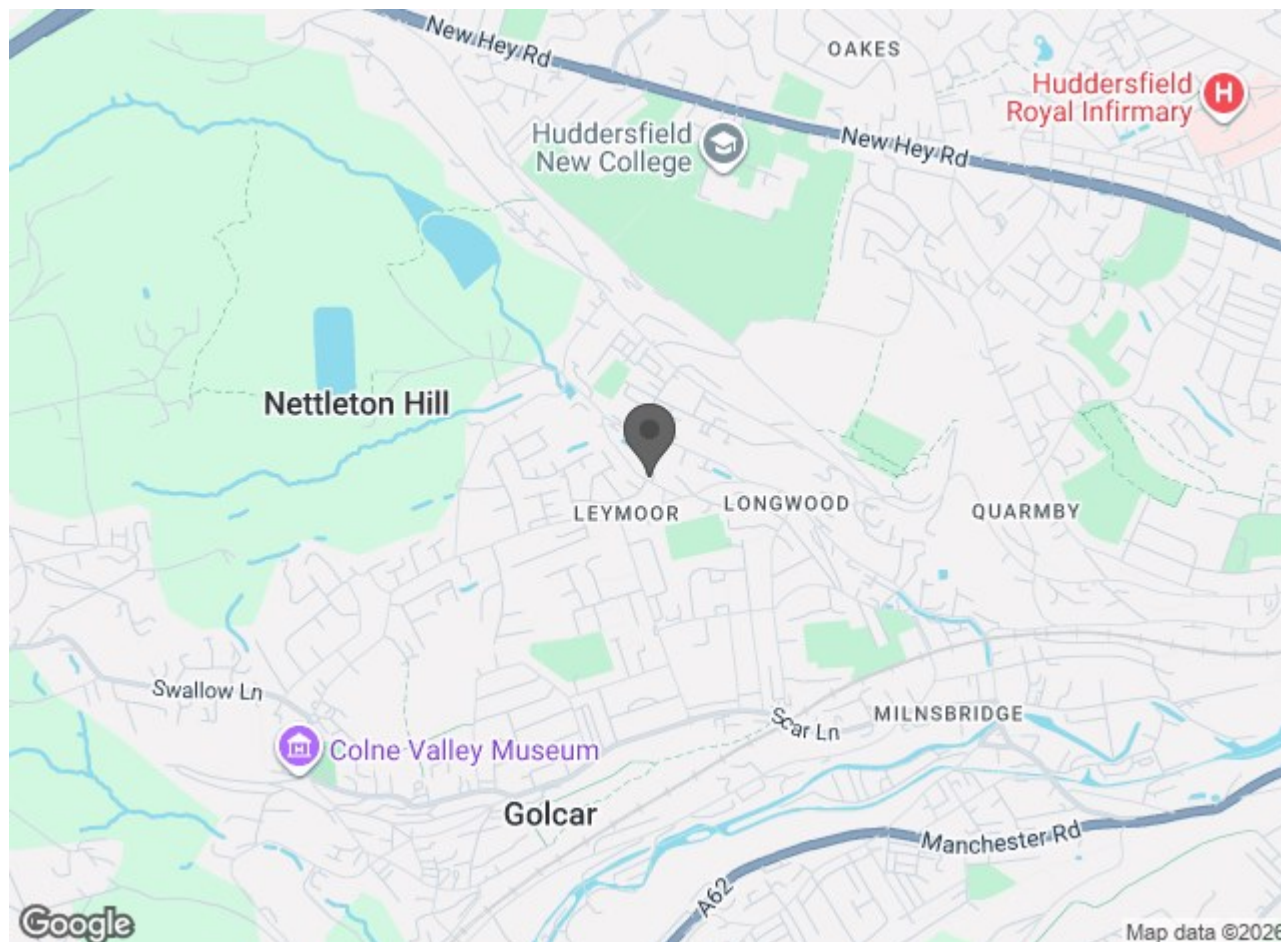 New Hey Rd
OAKES
Huddersfield
Royal Infirmary
H
Huddersfield
New College
New Hey Rd
Nettleton Hill
LEYMOOR
LONGWOOD
QUARMBY
Swallow Ln
Scar Ln
MILNSBRIDGE
Colne Valley Museum
Golcar
Manchester Rd
A62
Google
Map data ©2026